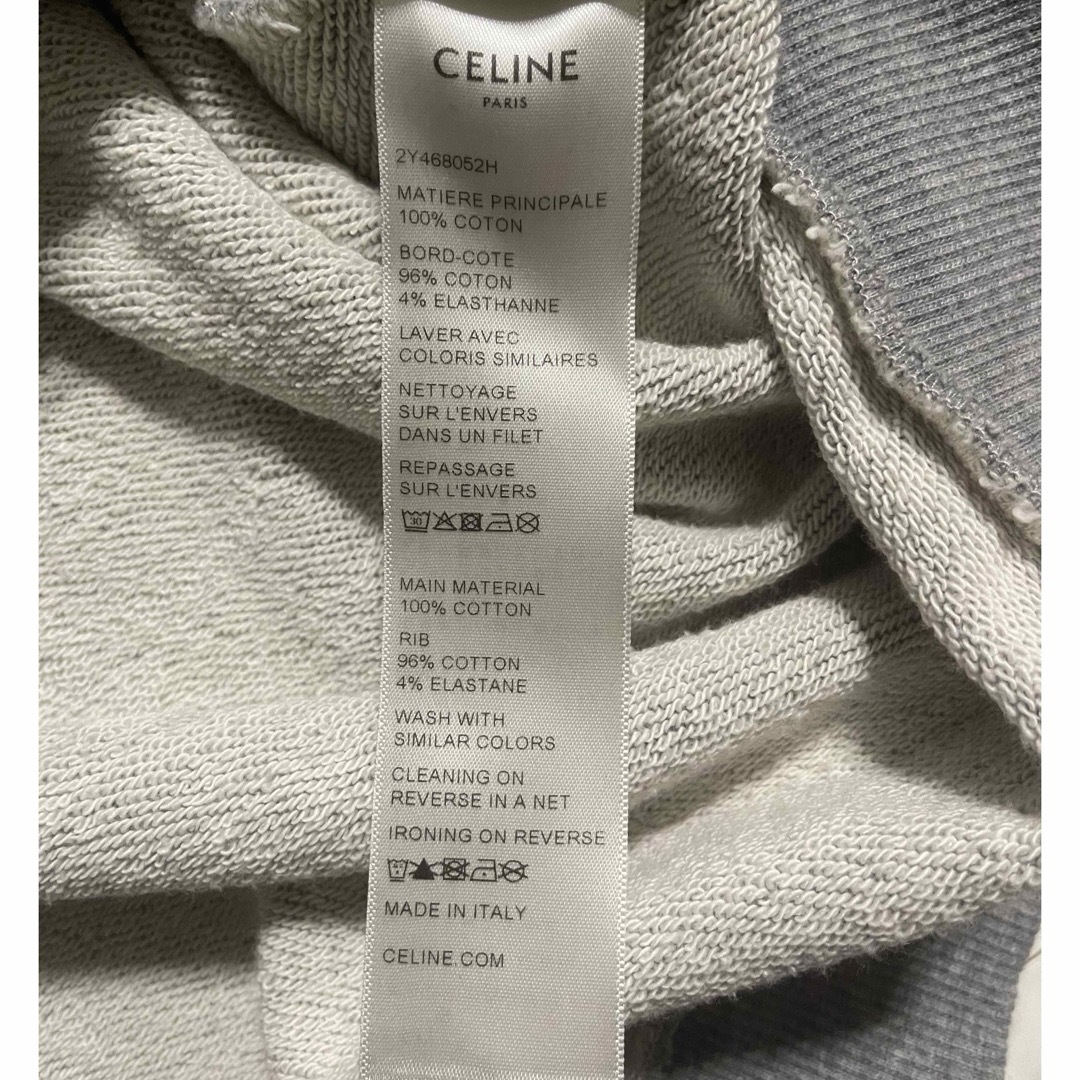 CELINE
PARIS
2Y468052H
MATIERE PRINCIPALE
100% COTON
BORD-COTE
96% COTON
4% ELASTHANNE
LAVER AVEC
COLORIS SIMILAIRES
NETTOYAGE
SUR L'ENVERS
DANS UN FILET
REPASSAGE
SUR L'ENVERS
30
MAIN MATERIAL
100% COTTON
RIB
96% COTTON
4% ELASTANE
WASH WITH
SIMILAR COLORS
CLEANING ON
REVERSE IN A NET
IRONING ON REVERSE
MADE IN ITALY
CELINE.COM